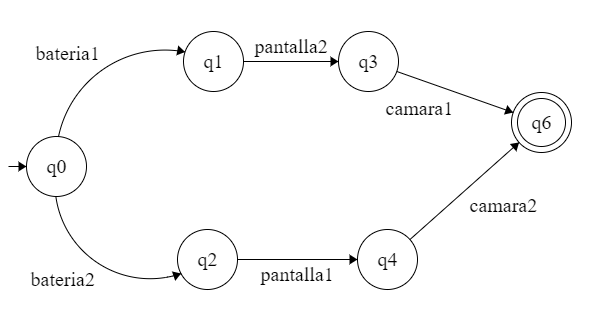 bateria1
q1
pantalla2
q3
camara1
q6
q0
camara2
bateria2
q2
pantalla1
q4